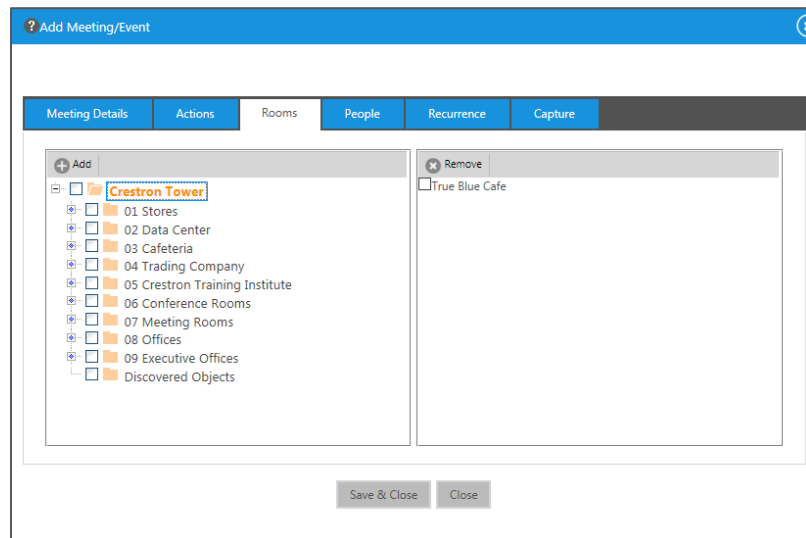 Add Meeting/Event
Meeting Details Actions Rooms People Recurrence Capture
Add
Crestron Tower
01 Stores
02 Data Center
03 Cafeteria
04 Trading Company
05 Crestron Training Institute
06 Conference Rooms
07 Meeting Rooms
08 Offices
09 Executive Offices
Discovered Objects
Remove
True Blue Cafe
Save & Close Close